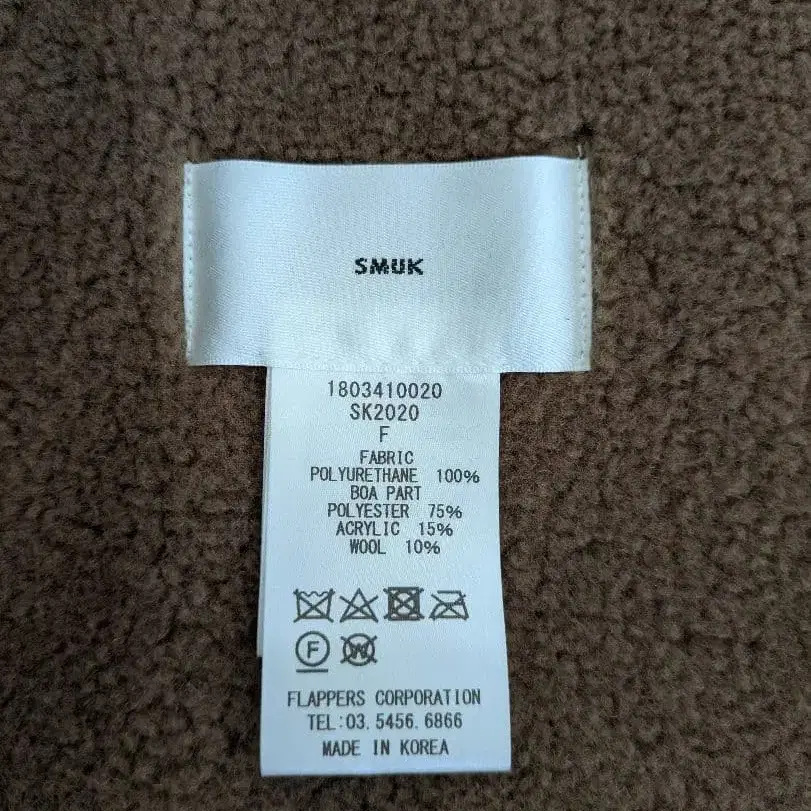 SMUK
1803410020
SK2020
F
FABRIC
POLYURETHANE 100%
BOA PART
POLYESTER 75%
ACRYLIC 15%
WOOL 10%
F
W
FLAPPERS CORPORATION
TEL:03.5456.6866
MADE IN KOREA